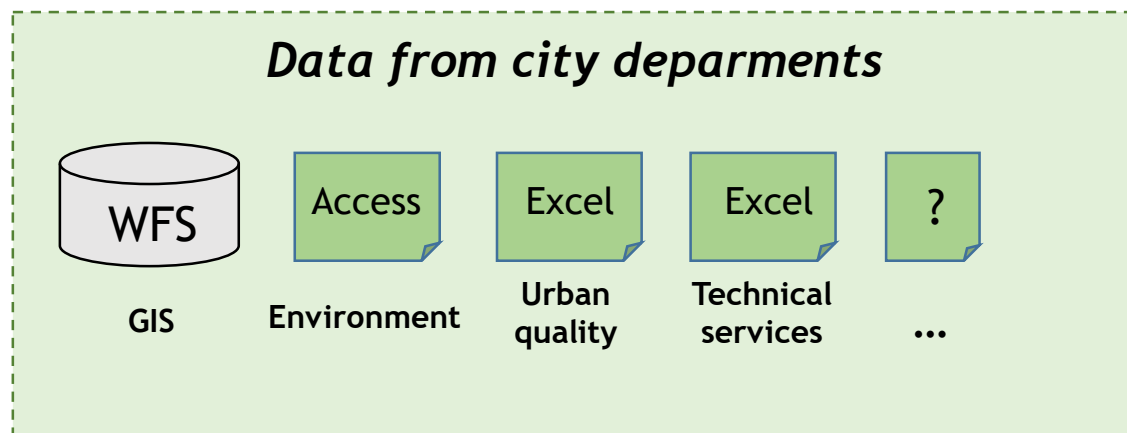 Data from city deparments
WFS
Access
Excel
Excel
?
GIS
Environment
Urban
quality
Technical
services
...